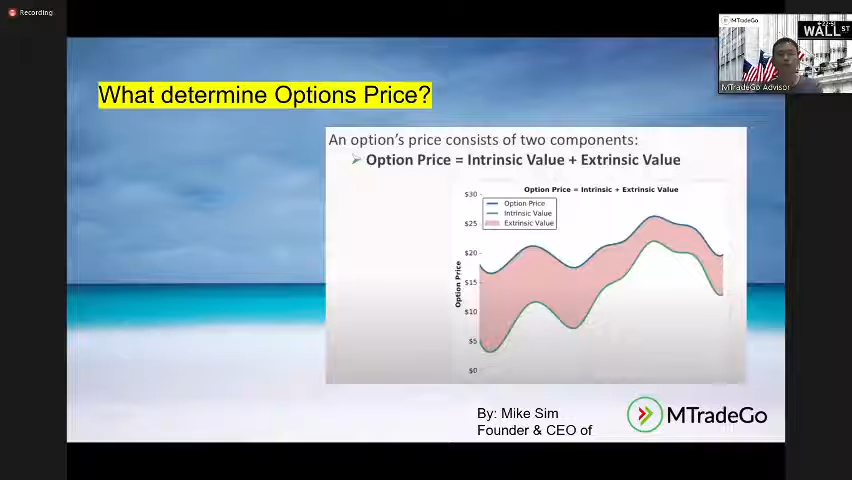 Recording
MTradeGo
WALL ST
MTradeGo Advisor
What determine Options Price?
An option's price consists of two components:
Option Price = Intrinsic Value + Extrinsic Value
Option Price = Intrinsic + Extrinsic Value
$30
Option Price
Intrinsic Value
Extrinsic Value
$25
$20
$15
$10
$5
$0
Option Price
By: Mike Sim
Founder & CEO of
MTradeGo